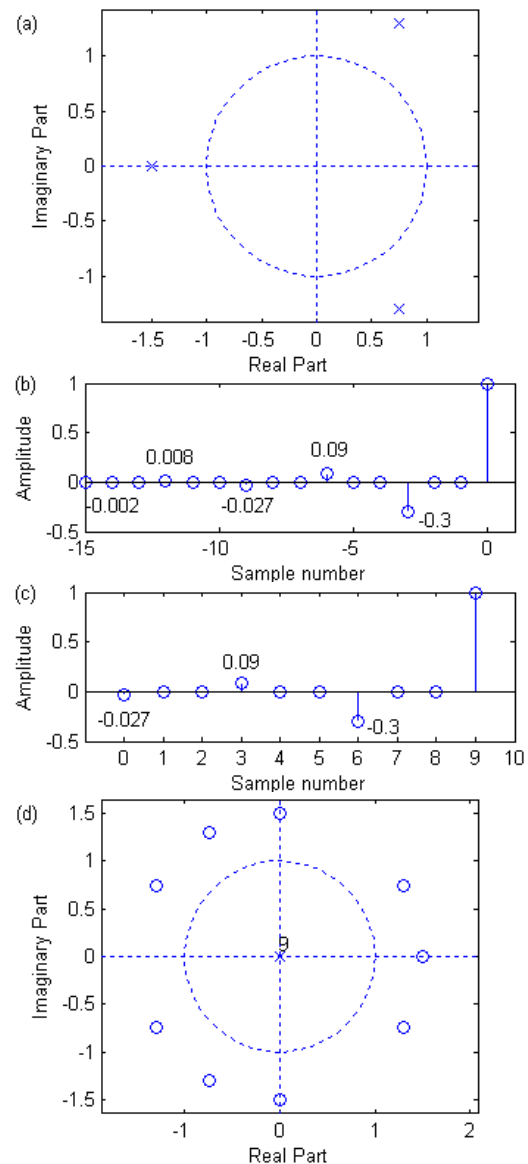 (a)
Imaginary Part
1
0.5
0
-0.5
-1
-1.5 -1 -0.5 0 0.5 1
Real Part
(b)
Amplitude
1
0.5
0
-0.5
0.008
0.09
-0.002
-0.027
-0.3
-15 -10 -5 0
Sample number
(c)
Amplitude
1
0.5
0
-0.5
0.09
-0.027
-0.3
0 1 2 3 4 5 6 7 8 9 10
Sample number
(d)
Imaginary Part
1.5
1
0.5
0
-0.5
-1
-1.5
9
-1 0 1 2
Real Part